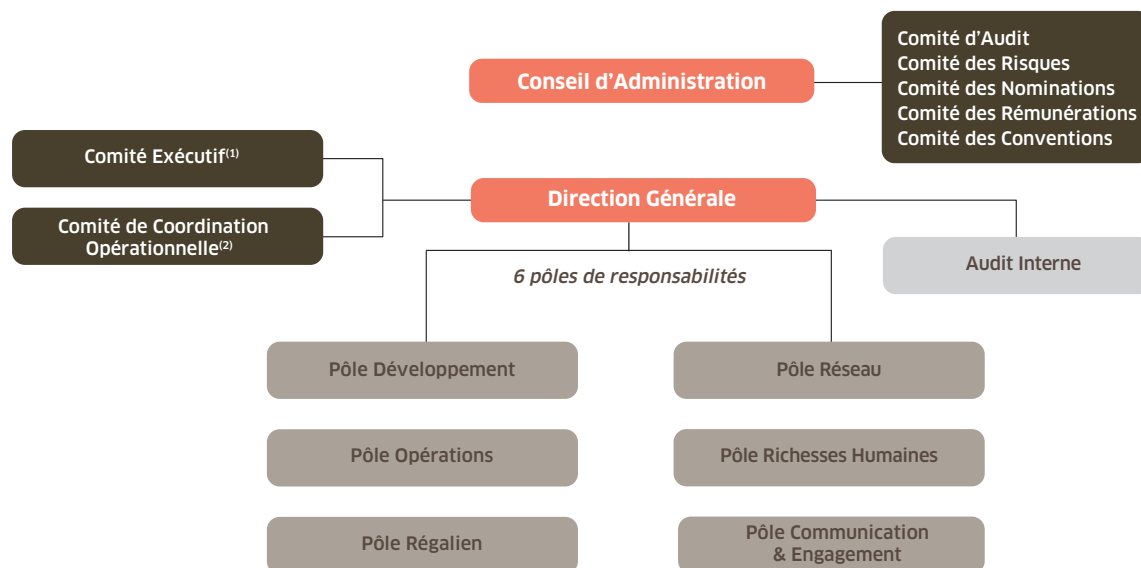 Comité d'Audit
Comité des Risques
Comité des Nominations
Comité des Rémunérations
Comité des Conventions
Conseil d'Administration
Comité Exécutif(1)
Direction Générale
Comité de Coordination
Opérationnelle(2)
Audit Interne
6 pôles de responsabilités
Pôle Développement
Pôle Réseau
Pôle Opérations
Pôle Richesses Humaines
Pôle Régalien
Pôle Communication
& Engagement